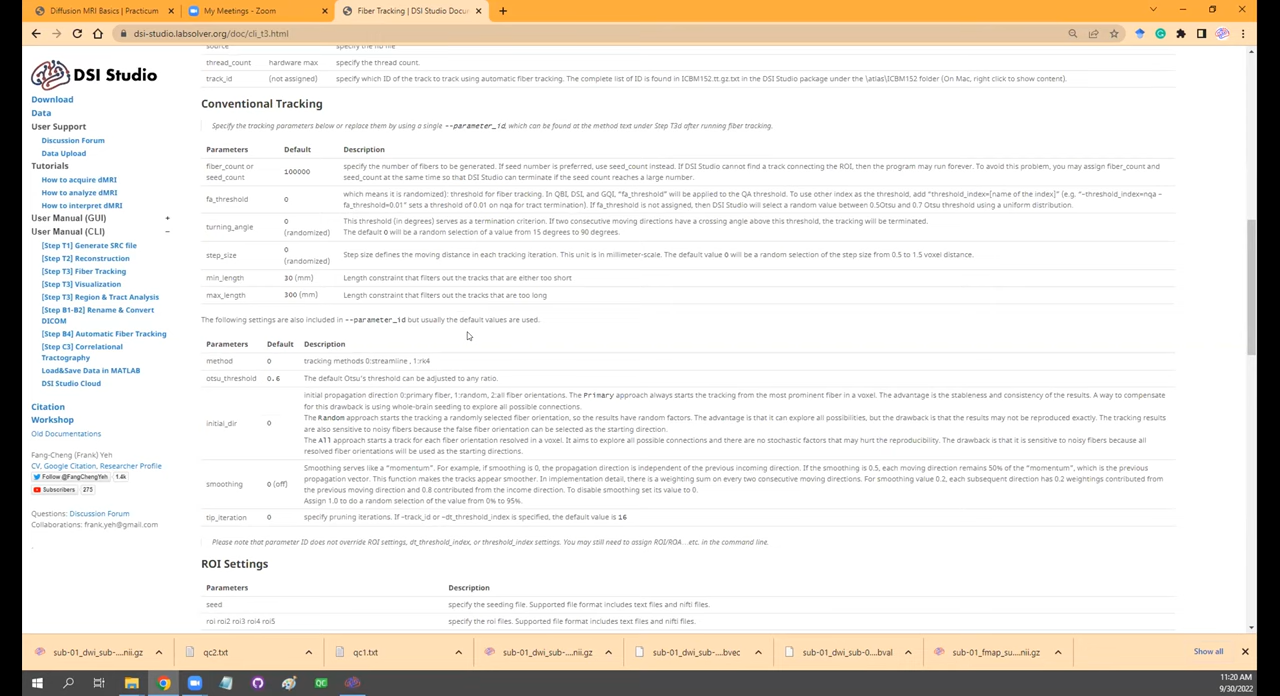 Diffusion MRI Basics | Practicum
My Meetings - Zoom
Fiber Tracking | DSI Studio Docu
dsi-studio.labsolver.org/doc/cli_t3.html
DSI Studio
Download
Data
User Support
Discussion Forum
Data Upload
Tutorials
How to acquire dMRI
How to analyze dMRI
How to interpret dMRI
User Manual (GUI) +
User Manual (CLI) −
[Step T1] Generate SRC file
[Step T2] Reconstruction
[Step T3] Fiber Tracking
[Step T3] Visualization
[Step T3] Region & Tract Analysis
[Step B1-B2] Rename & Convert
DICOM
[Step B4] Automatic Fiber Tracking
[Step C3] Correlational
Tractography
Load&Save Data in MATLAB
DSI Studio Cloud
Citation
Workshop
Old Documentations
Fang-Cheng (Frank) Yeh
CV, Google Citation, Researcher Profile
Follow @FangChengYeh 1.4k
Subscribers 275
Questions: Discussion Forum
Collaborations: frank.yeh@gmail.com
source specify the fib file
thread_count hardware max specify the thread count.
track_id (not assigned) specify which ID of the track to track using automatic fiber tracking. The complete list of ID is found in ICBM152.tt.gz.txt in the DSI Studio package under the \atlas\ICBM152 folder (On Mac, right click to show content).
Conventional Tracking
Specify the tracking parameters below or replace them by using a single --parameter_id, which can be found at the method text under Step T3d after running fiber tracking.
Parameters Default Description
fiber_count or
seed_count
100000
specify the number of fibers to be generated. If seed number is preferred, use seed_count instead. If DSI Studio cannot find a track connecting the ROI, then the program may run forever. To avoid this problem, you may assign fiber_count and
seed_count at the same time so that DSI Studio can terminate if the seed count reaches a large number.
fa_threshold 0
which means it is randomized): threshold for fiber tracking. In QBI, DSI, and GQI, "fa_threshold" will be applied to the QA threshold. To use other index as the threshold, add "threshold_index=[name of the index]" (e.g. "–threshold_index=nqa –
fa_threshold=0.01" sets a threshold of 0.01 on nqa for tract termination). If fa_threshold is not assigned, then DSI Studio will select a random value between 0.5Otsu and 0.7 Otsu threshold using a uniform distribution.
turning_angle
0
(randomized)
This threshold (in degrees) serves as a termination criterion. If two consecutive moving directions have a crossing angle above this threshold, the tracking will be terminated.
The default 0 will be a random selection of a value from 15 degrees to 90 degrees.
step_size
0
(randomized)
Step size defines the moving distance in each tracking iteration. This unit is in millimeter-scale. The default value 0 will be a random selection of the step size from 0.5 to 1.5 voxel distance.
min_length 30 (mm) Length constraint that filters out the tracks that are either too short
max_length 300 (mm) Length constraint that filters out the tracks that are too long
The following settings are also included in --parameter_id but usually the default values are used.
Parameters Default Description
method 0 tracking methods 0:streamline , 1:rk4
otsu_threshold 0.6 The default Otsu's threshold can be adjusted to any ratio.
initial_dir 0
initial propagation direction 0:primary fiber, 1:random, 2:all fiber orientations. The Primary approach always starts the tracking from the most prominent fiber in a voxel. The advantage is the stableness and consistency of the results. A way to compensate
for this drawback is using whole-brain seeding to explore all possible connections.
The Random approach starts the tracking a randomly selected fiber orientation, so the results have random factors. The advantage is that it can explore all possibilities, but the drawback is that the results may not be reproduced exactly. The tracking results
are also sensitive to noisy fibers because the false fiber orientation can be selected as the starting direction.
The All approach starts a track for each fiber orientation resolved in a voxel. It aims to explore all possible connections and there are no stochastic factors that may hurt the reproducibility. The drawback is that it is sensitive to noisy fibers because all
resolved fiber orientations will be used as the starting directions.
smoothing 0 (off)
Smoothing serves like a "momentum". For example, if smoothing is 0, the propagation direction is independent of the previous incoming direction. If the smoothing is 0.5, each moving direction remains 50% of the "momentum", which is the previous
propagation vector. This function makes the tracks appear smoother. In implementation detail, there is a weighting sum on every two consecutive moving directions. For smoothing value 0.2, each subsequent direction has 0.2 weightings contributed from
the previous moving direction and 0.8 contributed from the income direction. To disable smoothing set its value to 0.
Assign 1.0 to do a random selection of the value from 0% to 95%.
tip_iteration 0 specify pruning iterations. If –track_id or –dt_threshold_index is specified, the default value is 16
Please note that parameter ID does not override ROI settings, dt_threshold_index, or threshold_index settings. You may still need to assign ROI/ROA...etc. in the command line.
ROI Settings
Parameters Description
seed specify the seeding file. Supported file format includes text files and nifti files.
roi roi2 roi3 roi4 roi5 specify the roi files. Supported file format includes text files and nifti files.
sub-01_dwi_sub-....nii.gz
qc2.txt
qc1.txt
sub-01_dwi_sub-....nii.gz
sub-01_dwi_sub-....bvec
sub-01_dwi_sub-0....bval
sub-01_fmap_su....nii.gz
Show all
11:20 AM
9/30/2022